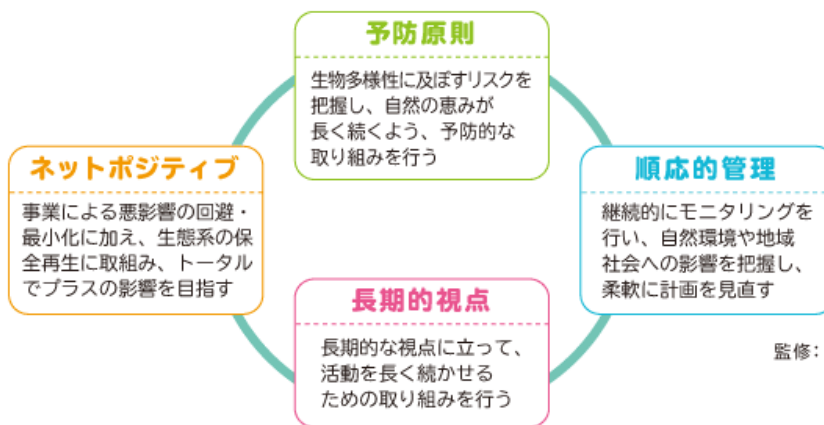 予防原則
生物多様性に及ぼすリスクを
把握し、自然の恵みが
長く続くよう、予防的な
取り組みを行う
ネットポジティブ
事業による悪影響の回避・
最小化に加え、生態系の保
全再生に取組み、トータル
でプラスの影響を目指す
順応的管理
継続的にモニタリングを
行い、自然環境や地域
社会への影響を把握し、
柔軟に計画を見直す
長期的視点
長期的な視点に立って、
活動を長く続かせる
ための取り組みを行う
監修：